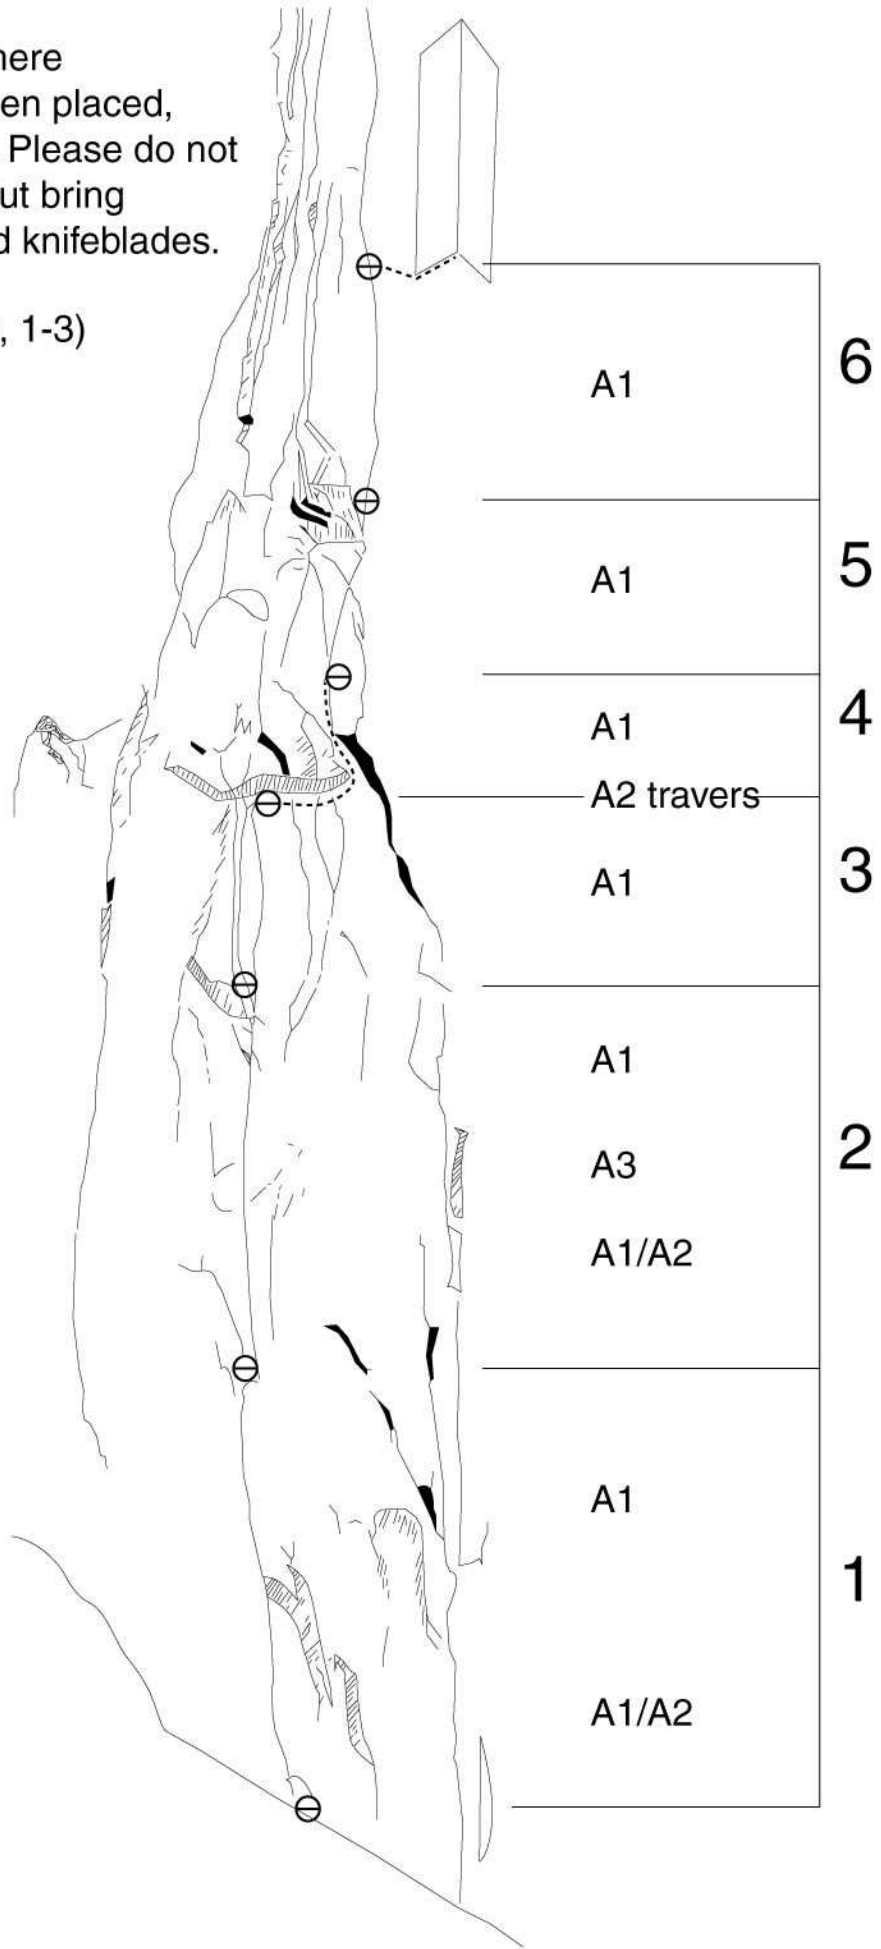 here
en placed,
Please do not
ut bring
d knifeblades.
, 1-3)
6
A1
5
A1
4
A1
A2 travers
3
A1
2
A1
A3
A1/A2
1
A1
A1/A2